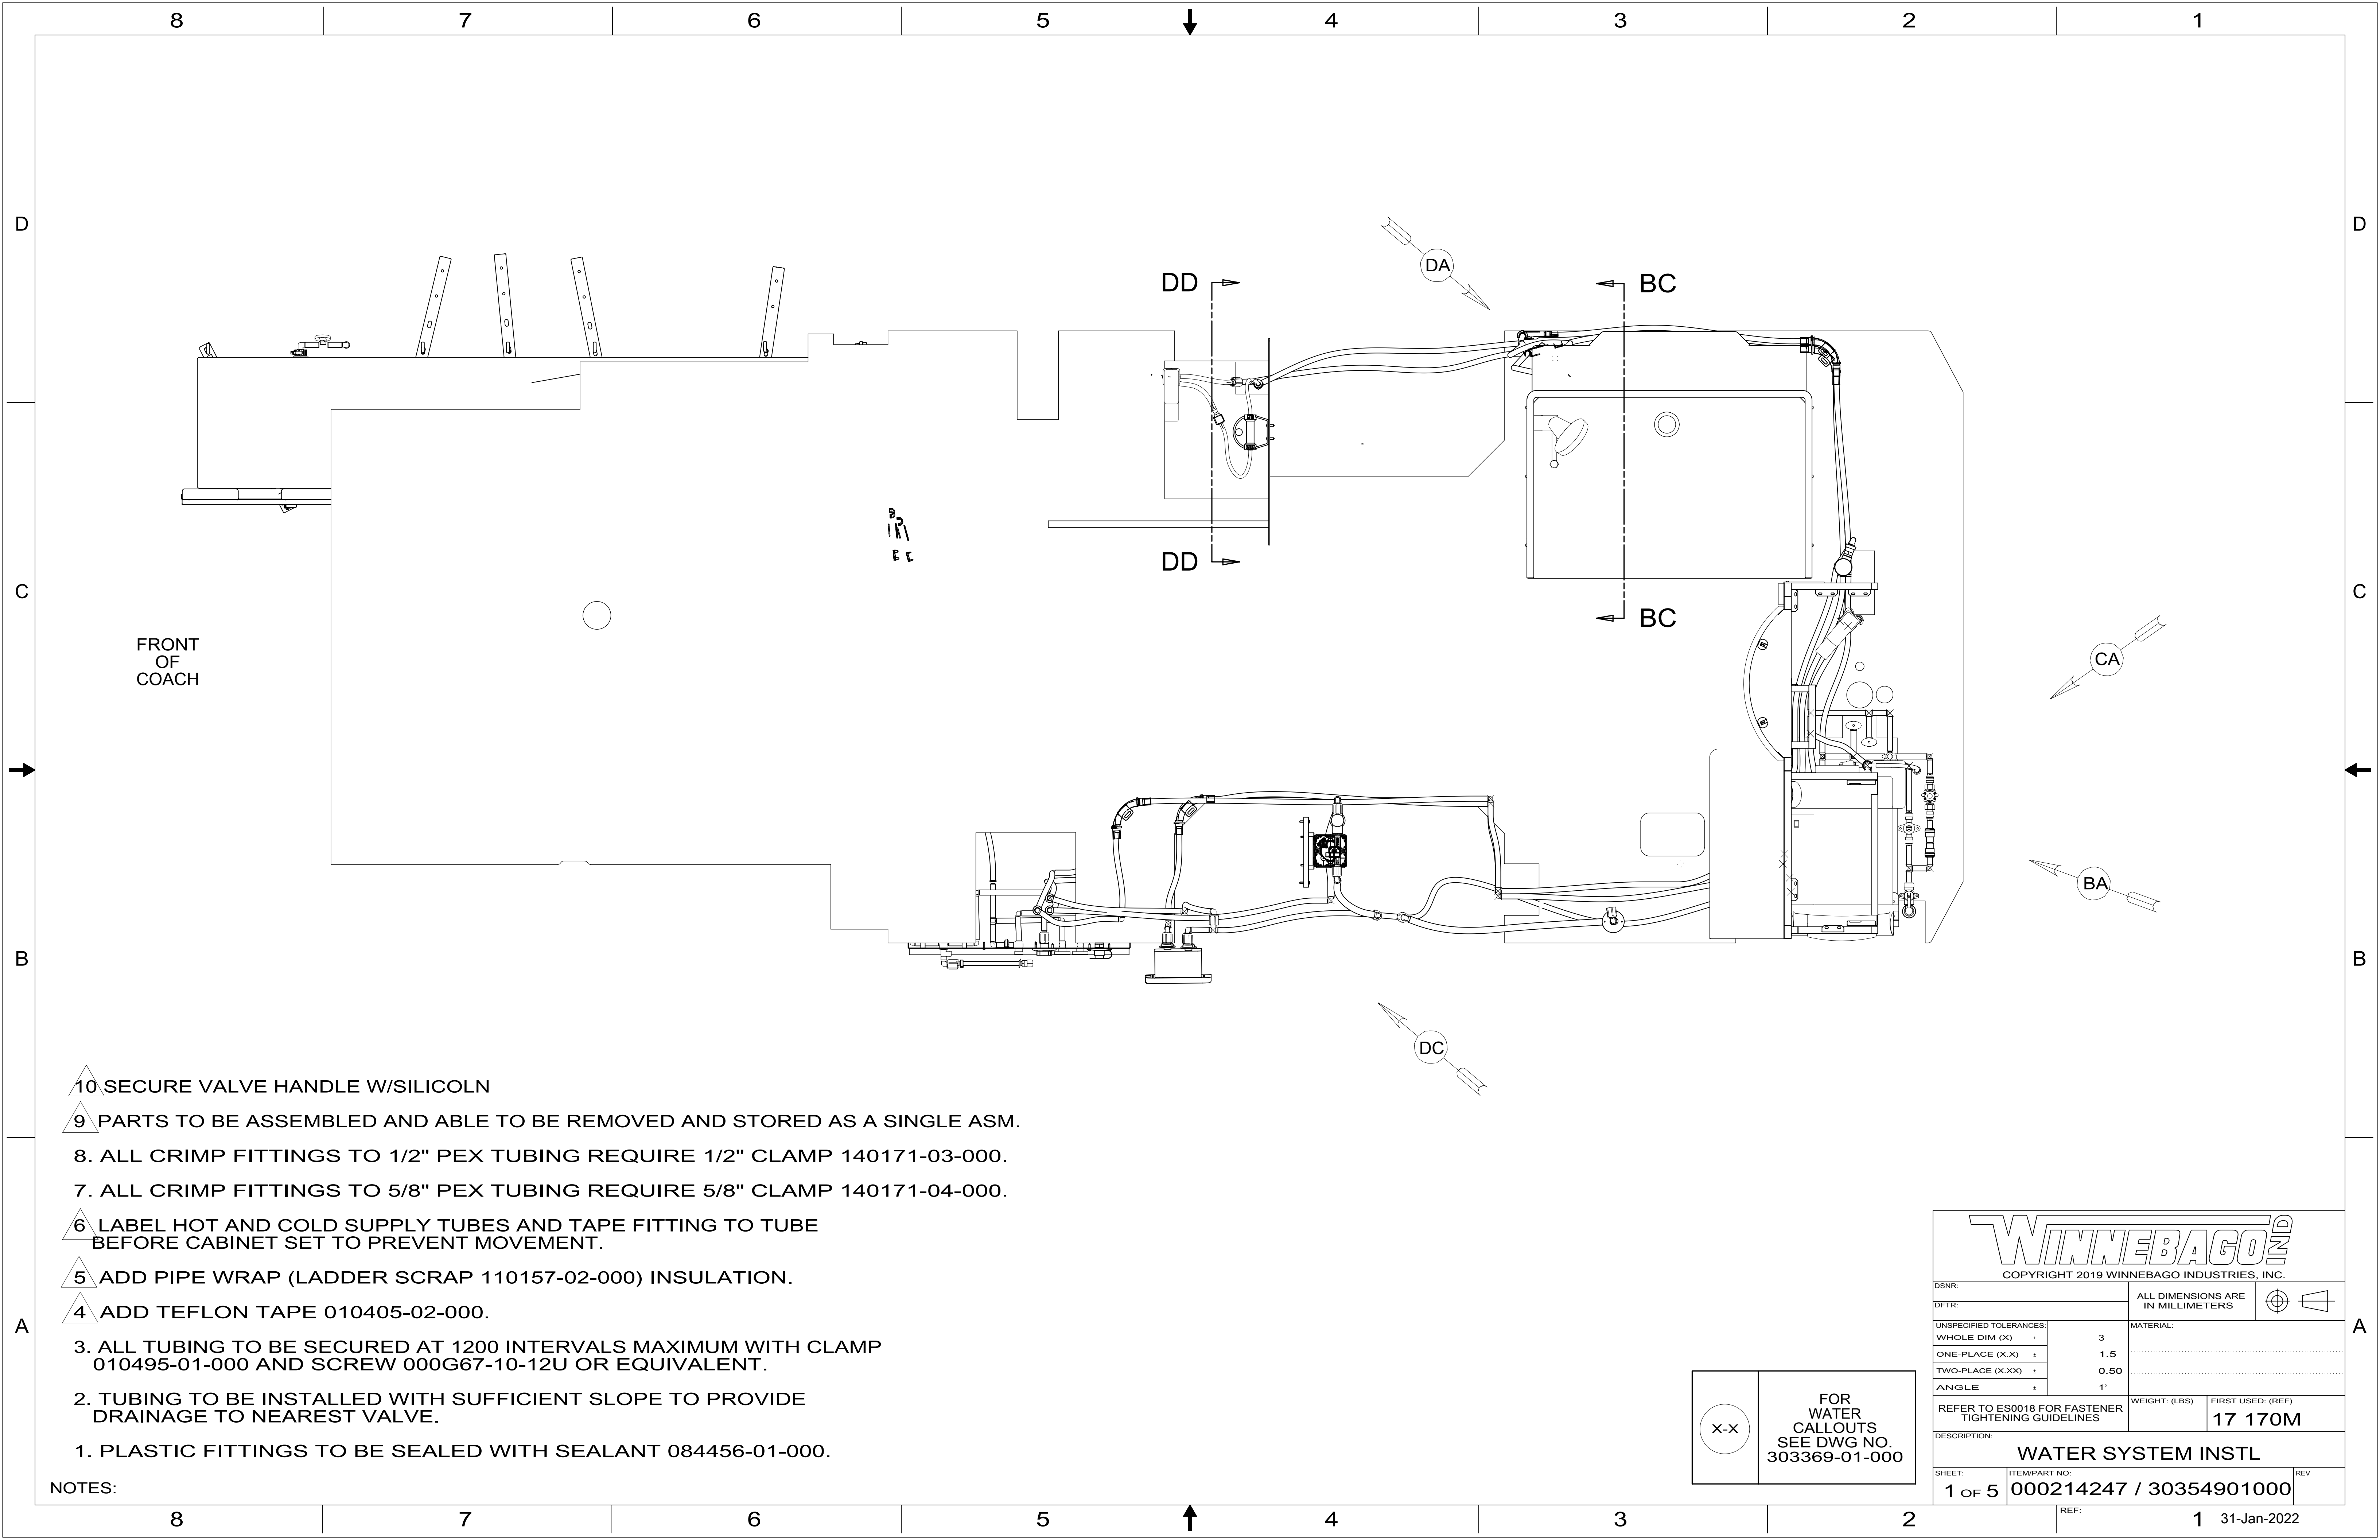 8 7 6 5 4 3 2 1
D D
DA
DD BC
DD BC
C C
FRONT
OF
COACH
CA
BA
B B
DC
10 SECURE VALVE HANDLE W/SILICOLN
9 PARTS TO BE ASSEMBLED AND ABLE TO BE REMOVED AND STORED AS A SINGLE ASM.
8. ALL CRIMP FITTINGS TO 1/2" PEX TUBING REQUIRE 1/2" CLAMP 140171-03-000.
7. ALL CRIMP FITTINGS TO 5/8" PEX TUBING REQUIRE 5/8" CLAMP 140171-04-000.
6 LABEL HOT AND COLD SUPPLY TUBES AND TAPE FITTING TO TUBE
BEFORE CABINET SET TO PREVENT MOVEMENT.
5 ADD PIPE WRAP (LADDER SCRAP 110157-02-000) INSULATION.
4 ADD TEFLON TAPE 010405-02-000.
3. ALL TUBING TO BE SECURED AT 1200 INTERVALS MAXIMUM WITH CLAMP
010495-01-000 AND SCREW 000G67-10-12U OR EQUIVALENT.
2. TUBING TO BE INSTALLED WITH SUFFICIENT SLOPE TO PROVIDE
DRAINAGE TO NEAREST VALVE.
1. PLASTIC FITTINGS TO BE SEALED WITH SEALANT 084456-01-000.
NOTES:
A A
X-X
FOR
WATER
CALLOUTS
SEE DWG NO.
303369-01-000
WINNEBAGO IND
COPYRIGHT 2019 WINNEBAGO INDUSTRIES, INC.
DSNR:
DFTR:
ALL DIMENSIONS ARE
IN MILLIMETERS
UNSPECIFIED TOLERANCES:
WHOLE DIM (X) ± 3
ONE-PLACE (X.X) ± 1.5
TWO-PLACE (X.XX) ± 0.50
ANGLE ± 1°
MATERIAL:
REFER TO ES0018 FOR FASTENER
TIGHTENING GUIDELINES
WEIGHT: (LBS)
FIRST USED: (REF)
17 170M
DESCRIPTION:
WATER SYSTEM INSTL
SHEET:
1 OF 5
ITEM/PART NO:
000214247 / 30354901000
REV
REF:
8 7 6 5 4 3 2 1
31-Jan-2022